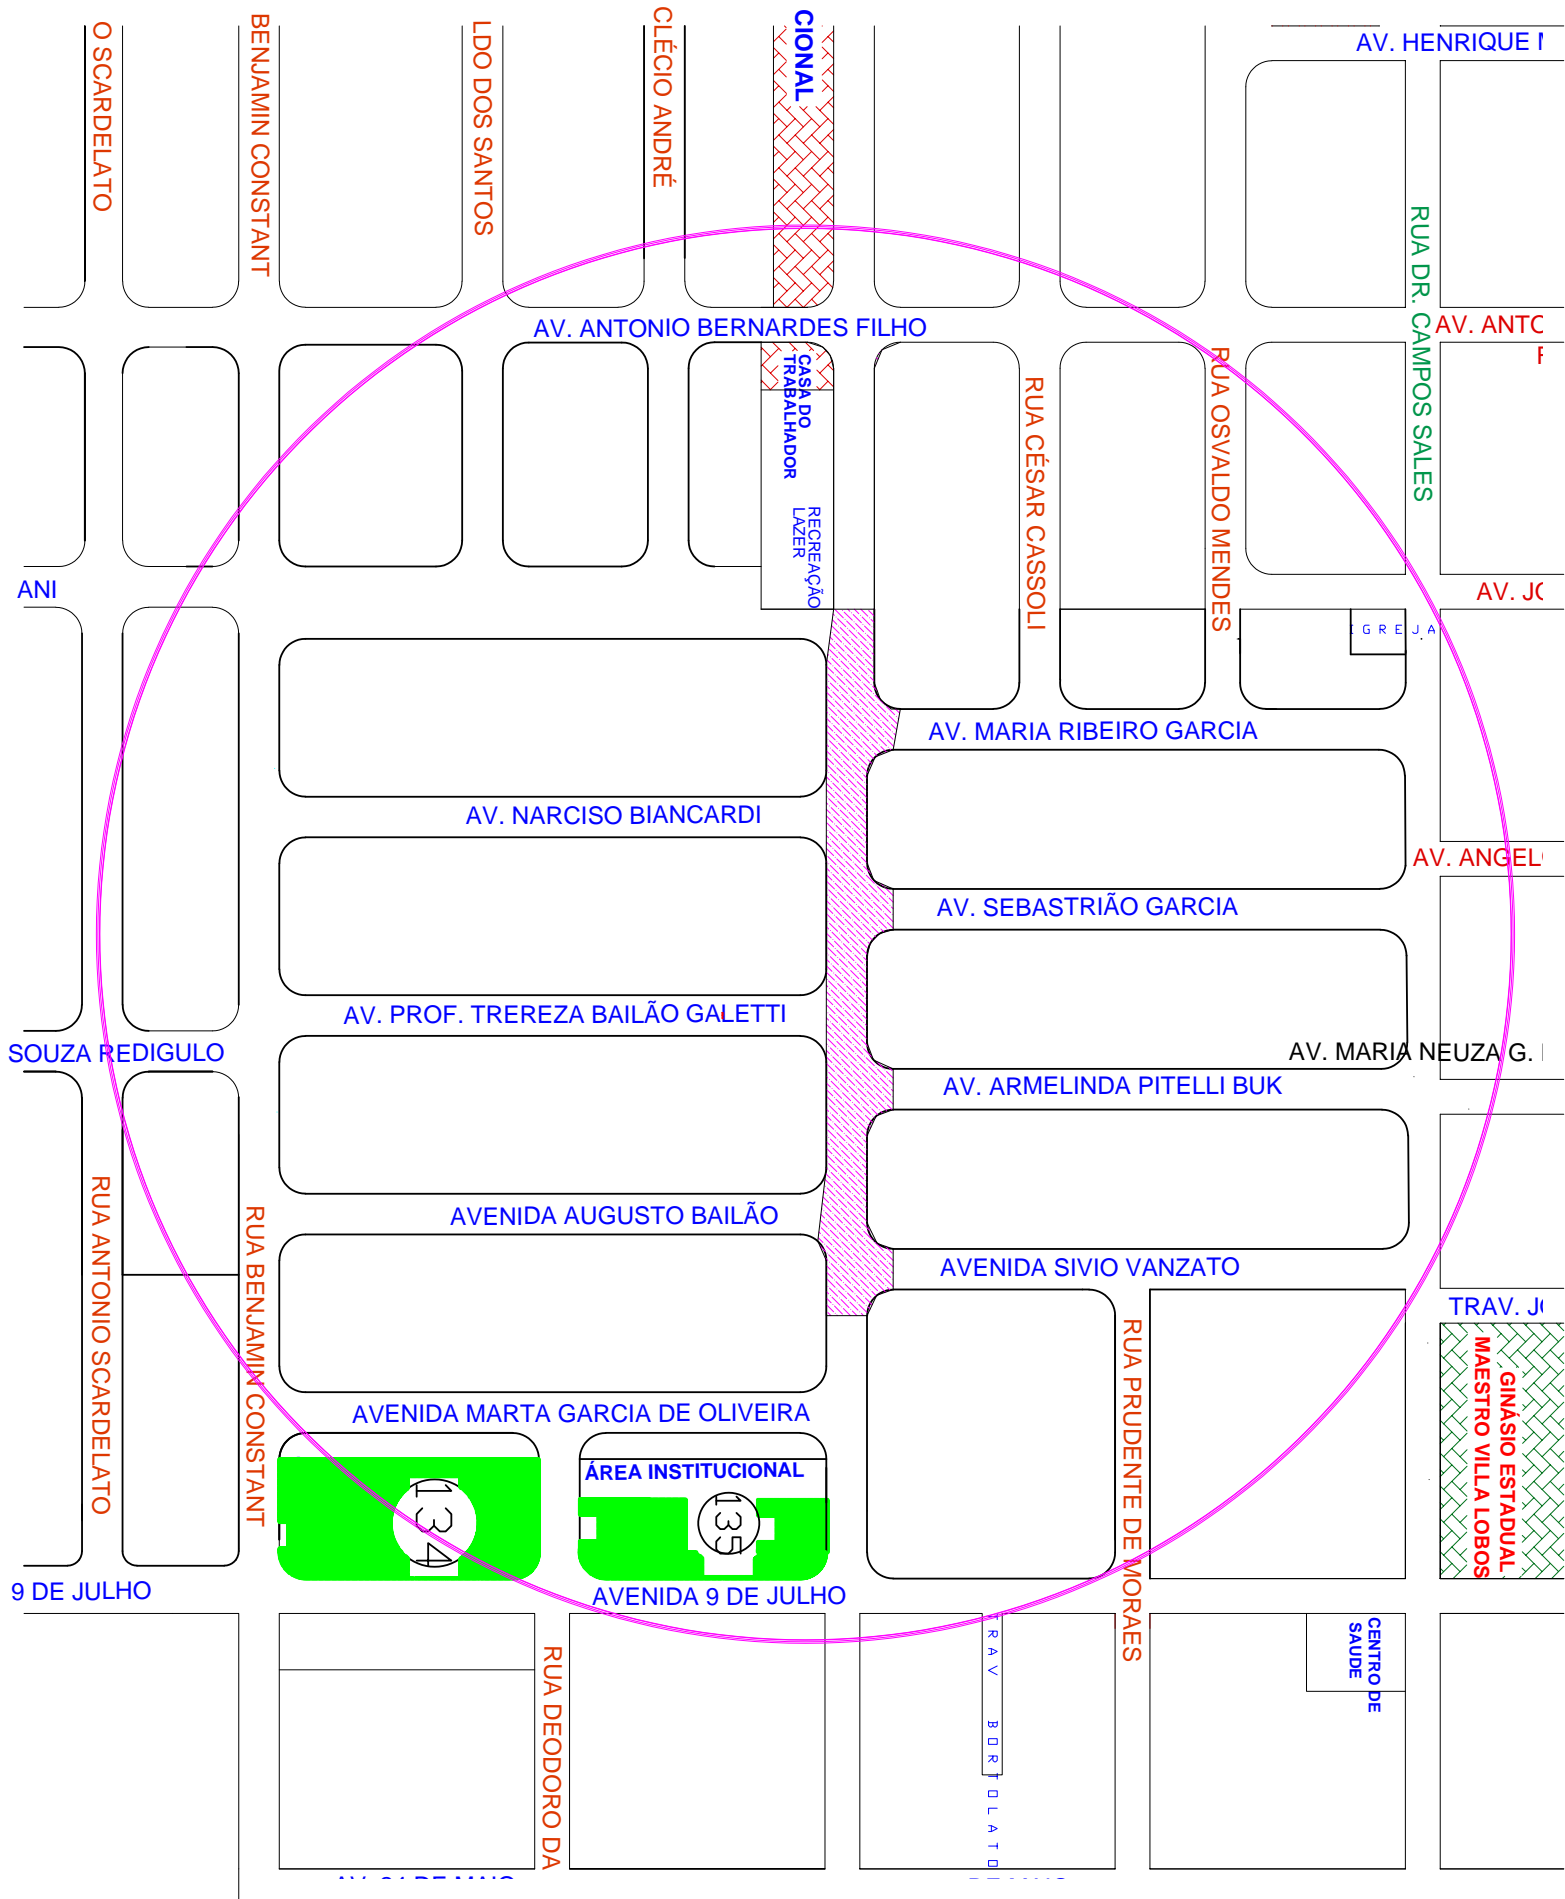 O SCARDELATO
BENJAMIN CONSTANT
LDO DOS SANTOS
CLÉCIO ANDRÉ
CIONAL
AV. HENRIQUE
RUA DR. CAMPOS SALES
AV. ANTONIO BERNARDES FILHO
AV. ANTO
CASA DO
TRABALHADOR
RECREAÇÃO
LAZER
RUA CÉSAR CASSOLI
RUA OSVALDO MENDES
ANI
AV. JO
IGREJA
AV. MARIA RIBEIRO GARCIA
AV. NARCISO BIANCARDI
AV. ANGEL
AV. SEBASTRIÃO GARCIA
AV. PROF. TREREZA BAILÃO GALETTI
SOUZA REDIGULO
AV. MARIA NEUZA G.
AV. ARMELINDA PITELLI BUK
RUA ANTONIO SCARDELATO
RUA BENJAMIN CONSTANT
AVENIDA AUGUSTO BAILÃO
AVENIDA SIVIO VANZATO
TRAV. J
RUA PRUDENTE DE MORAES
GINÁSIO ESTADUAL
MAESTRO VILLA LOBOS
AVENIDA MARTA GARCIA DE OLIVEIRA
ÁREA INSTITUCIONAL
134
135
9 DE JULHO
AVENIDA 9 DE JULHO
RUA DEODORO DA
TRAV BORTOLATO
CENTRO DE
SAUDE